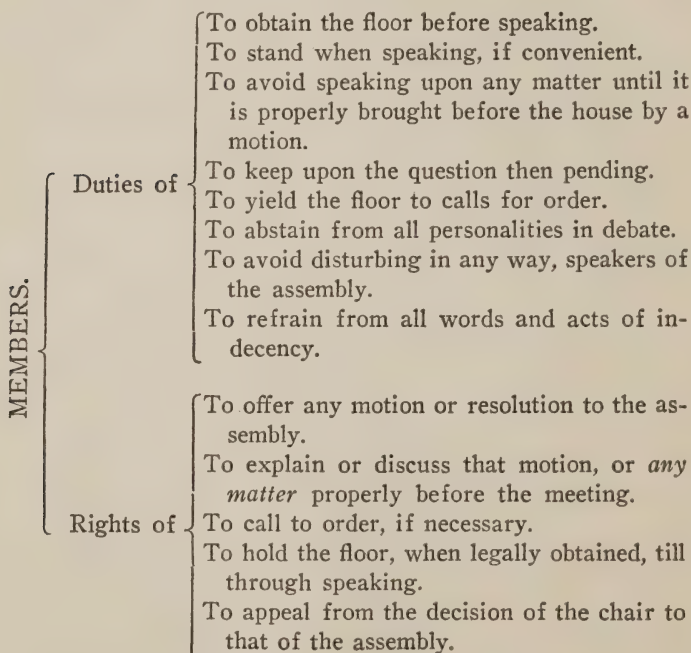 MEMBERS.
Duties of
To obtain the floor before speaking.
To stand when speaking, if convenient.
To avoid speaking upon any matter until it
is properly brought before the house by a
motion.
To keep upon the question then pending.
To yield the floor to calls for order.
To abstain from all personalities in debate.
To avoid disturbing in any way, speakers of
the assembly.
To refrain from all words and acts of in-
decency.
Rights of
To offer any motion or resolution to the as-
sembly.
To explain or discuss that motion, or any
matter properly before the meeting.
To call to order, if necessary.
To hold the floor, when legally obtained, till
through speaking.
To appeal from the decision of the chair to
that of the assembly.